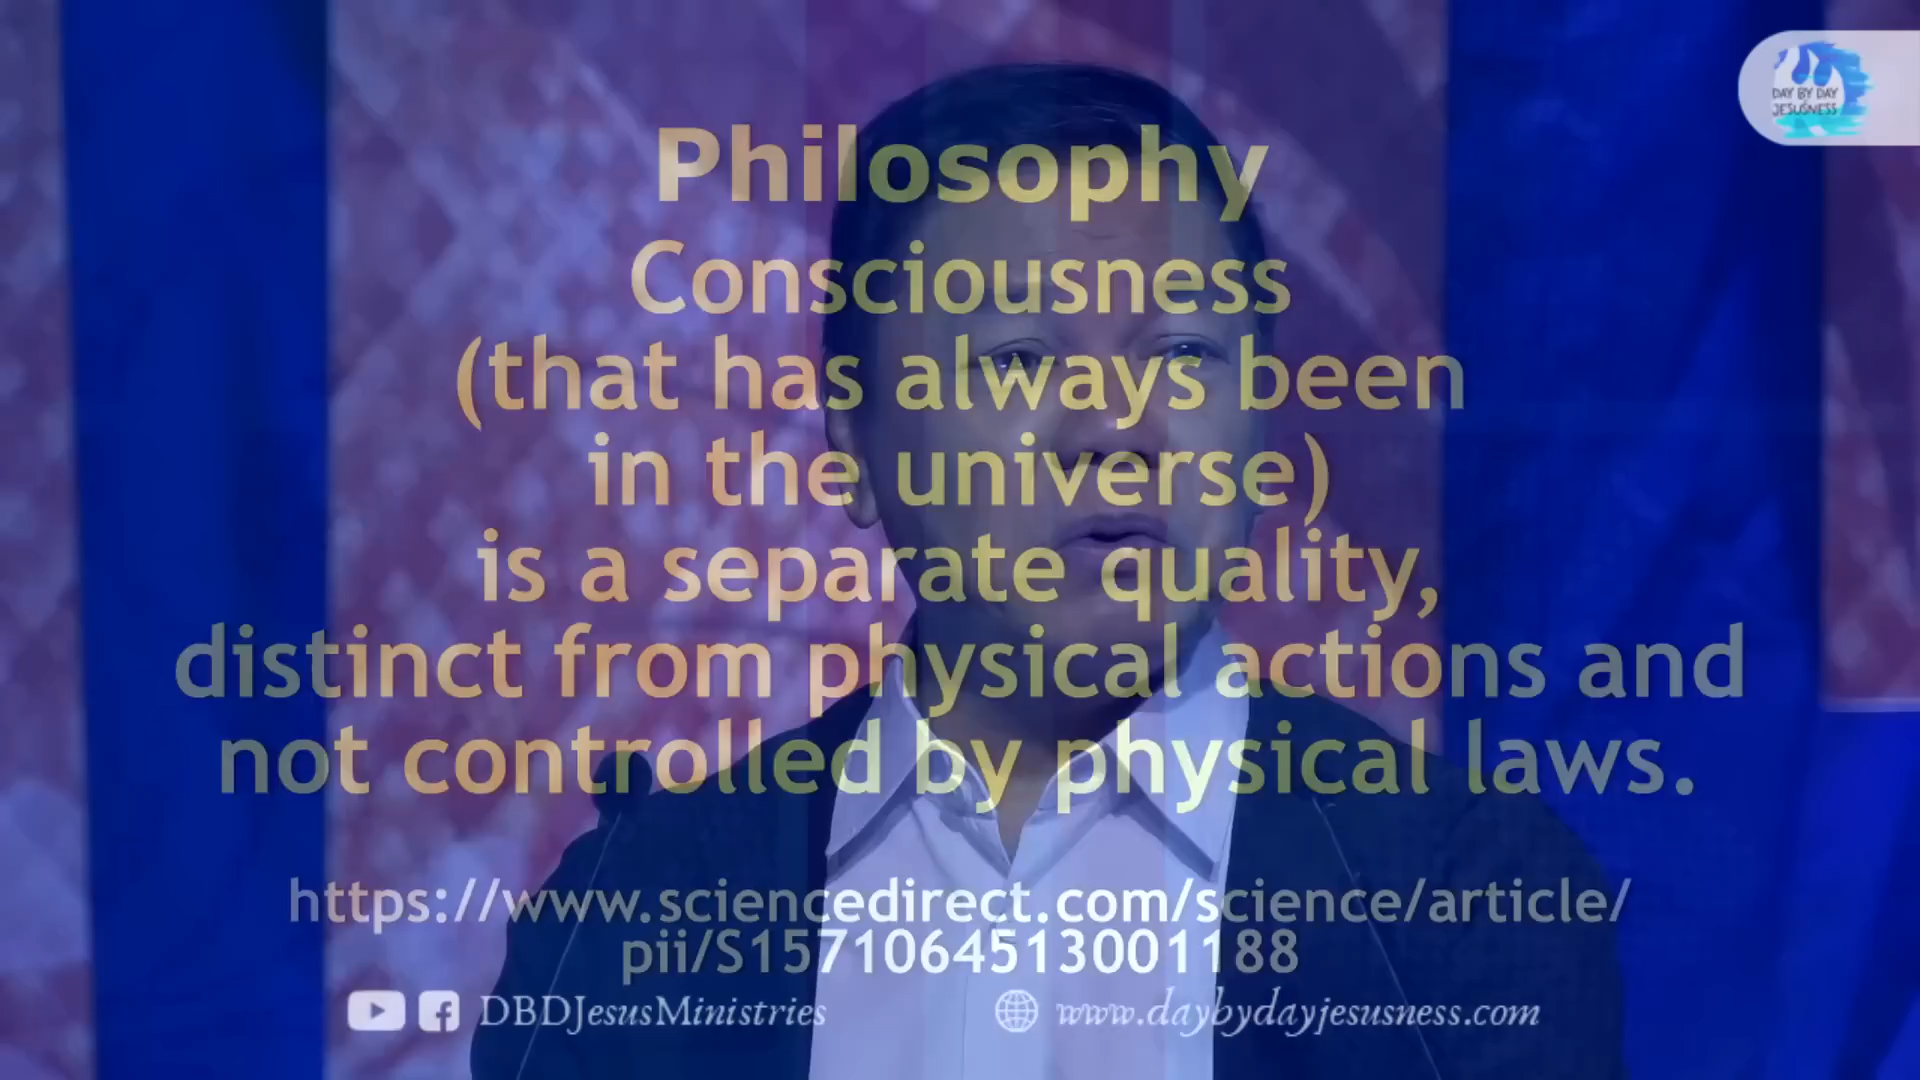 DAY BY DAY
JESUSNESS
Philosophy
Consciousness
(that has always been
in the universe)
is a separate quality,
distinct from physical actions and
not controlled by physical laws.
https://www.sciencedirect.com/science/article/
pii/S1571064513001188
DBDJesusMinistries
www.daybydayjesusness.com